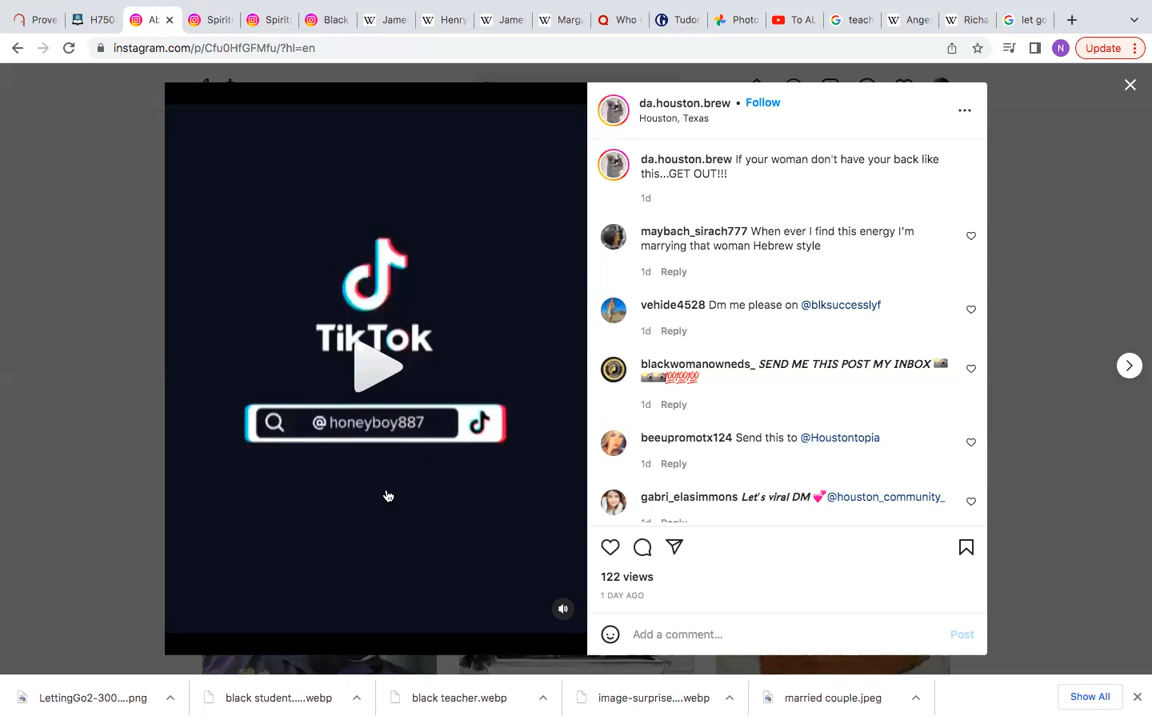 Prove
H750
Ab
Spirit
Spirit
Black
Jame
Henry
Jame
Marga
Who v
Tudor
Photo
To AL
teach
Ange
Richa
let go
instagram.com/p/Cfu0HfGFMfu/?hl=en
N
Update
TikTok
@honeyboy887
da.houston.brew • Follow
Houston, Texas
da.houston.brew If your woman don't have your back like
this...GET OUT!!!
1d
maybach_sirach777 When ever I find this energy I'm
marrying that woman Hebrew style
1d Reply
vehide4528 Dm me please on @blksuccesslyf
1d Reply
blackwomanowneds_ SEND ME THIS POST MY INBOX 📷
📷📷💯💯💯
1d Reply
beeupromotx124 Send this to @Houstontopia
1d Reply
gabri_elasimmons Let's viral DM 💕@houston_community_
1d Reply
122 views
1 DAY AGO
Add a comment...
Post
LettingGo2-300....png
black student.....webp
black teacher.webp
image-surprise....webp
married couple.jpeg
Show All